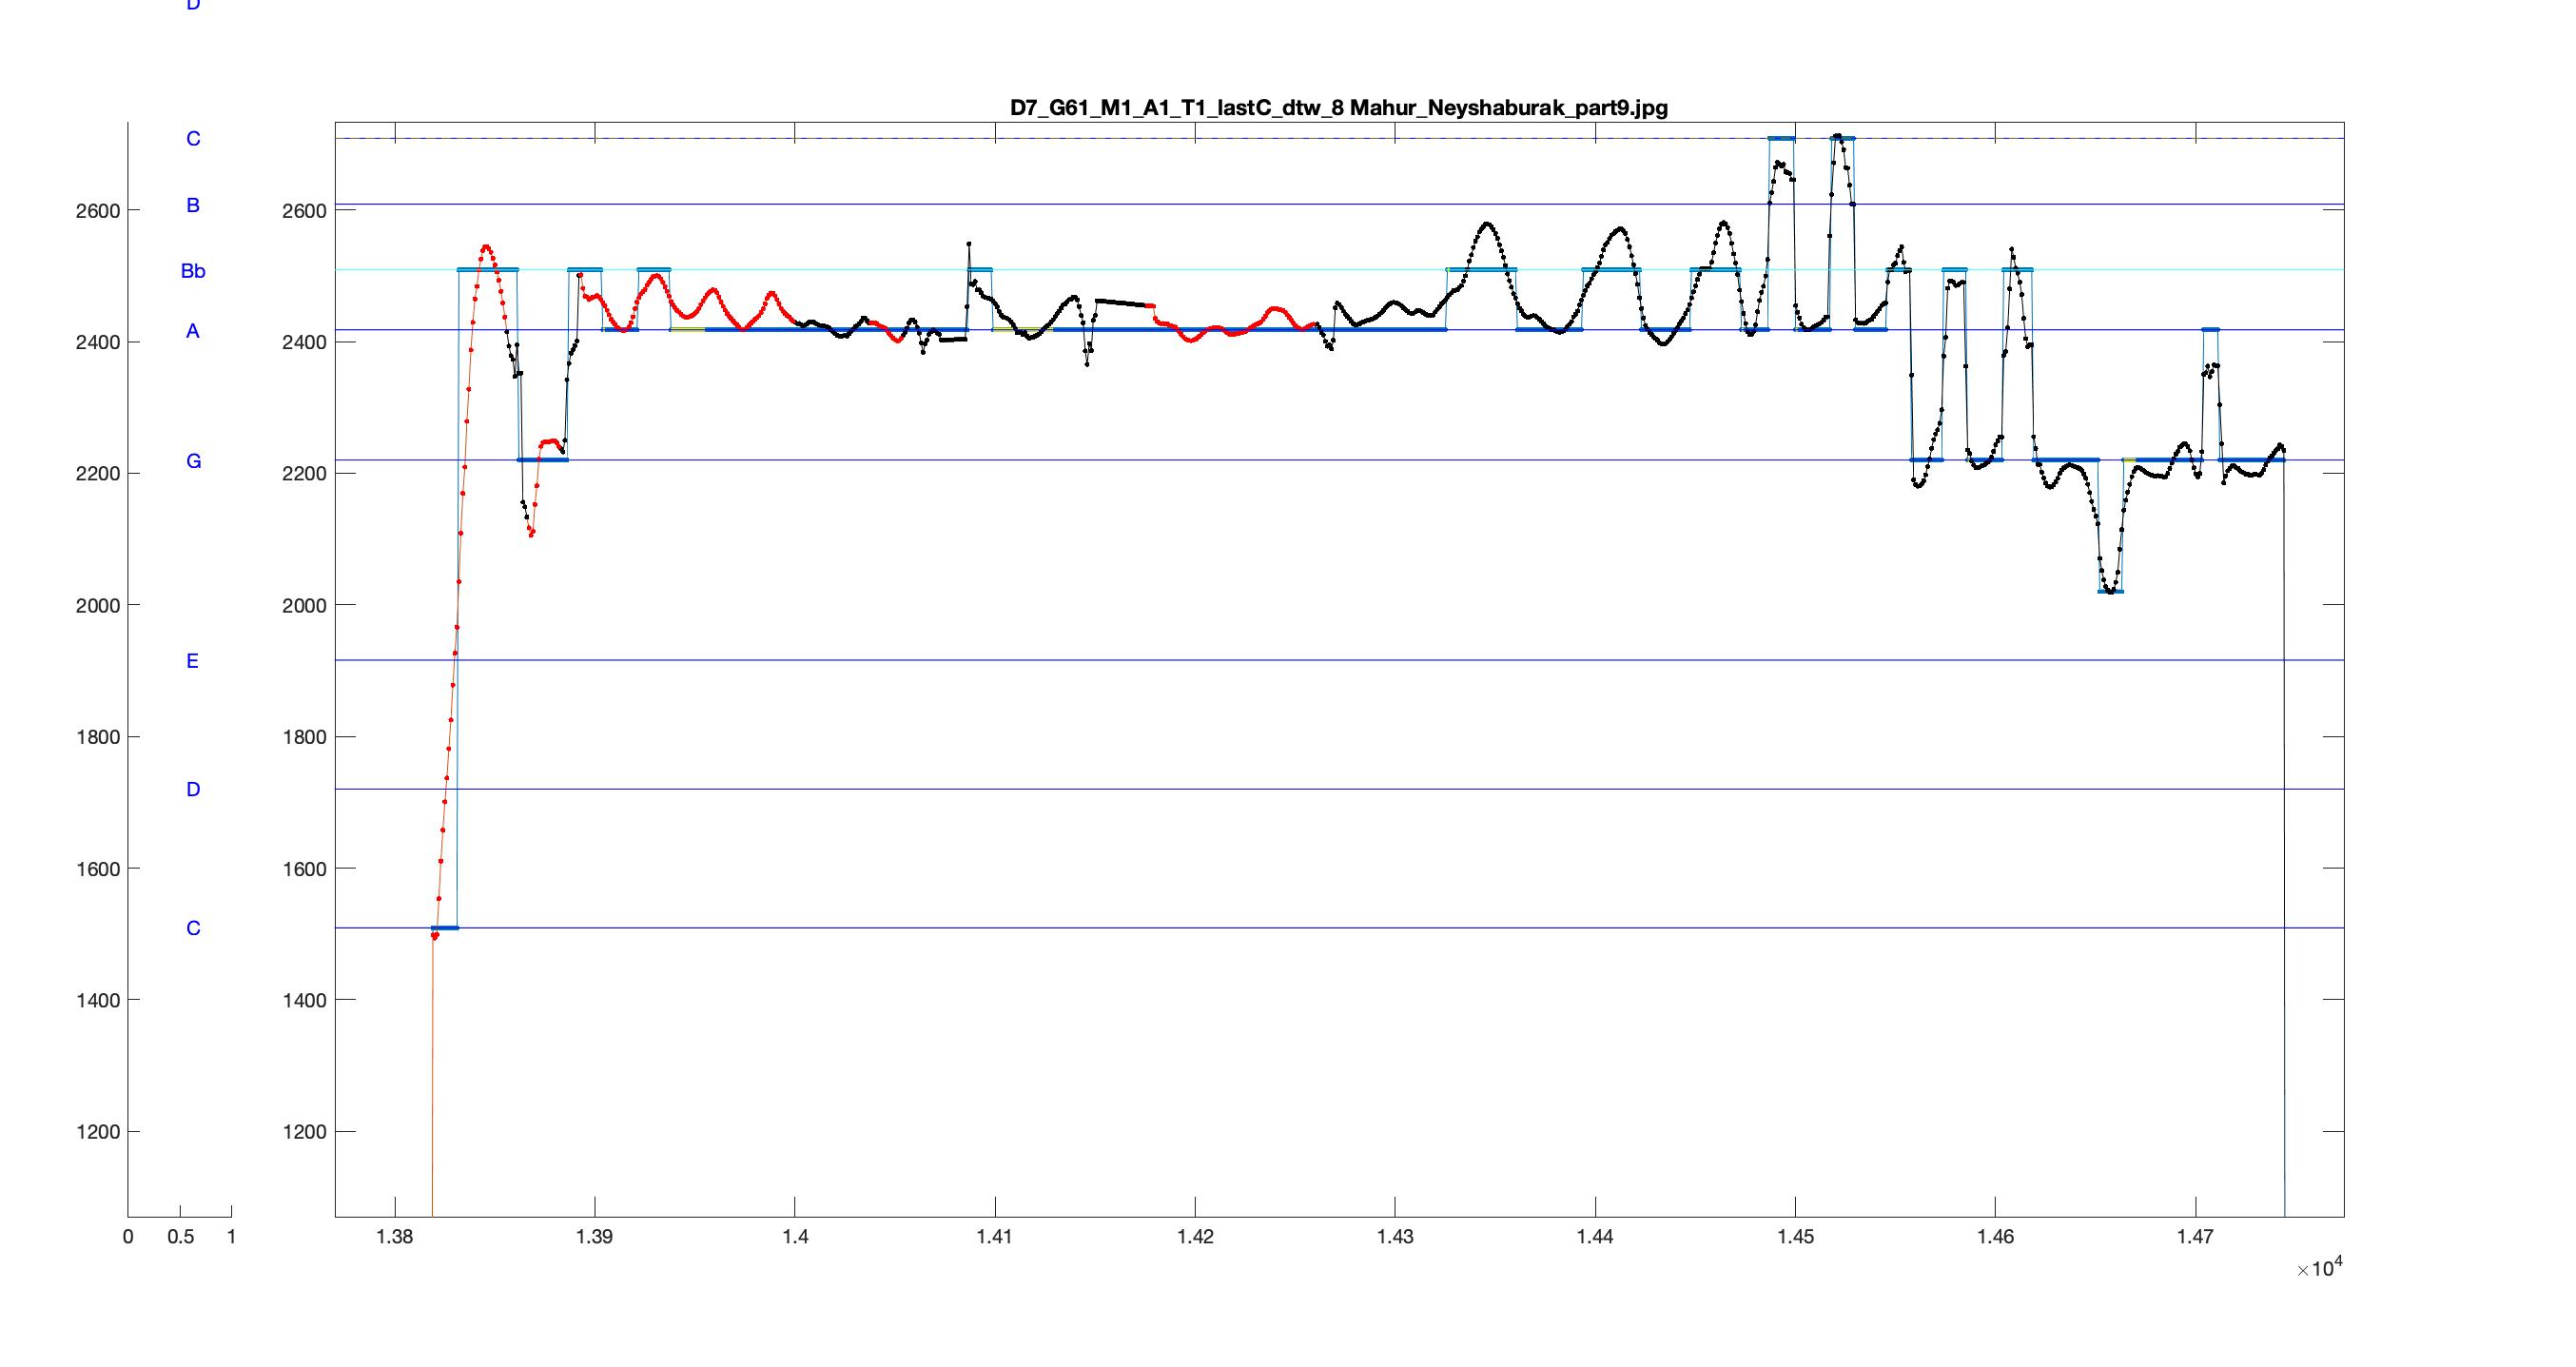 D
D7_G61_M1_A1_T1_lastC_dtw_8 Mahur_Neyshaburak_part9.jpg
C
B
2600
2600
Bb
A
2400
2400
G
2200
2200
2000
2000
E
1800
1800
D
1600
1600
C
1400
1400
1200
1200
0 0.5 1
1.38 1.39 1.4 1.41 1.42 1.43 1.44 1.45 1.46 1.47
×10⁴